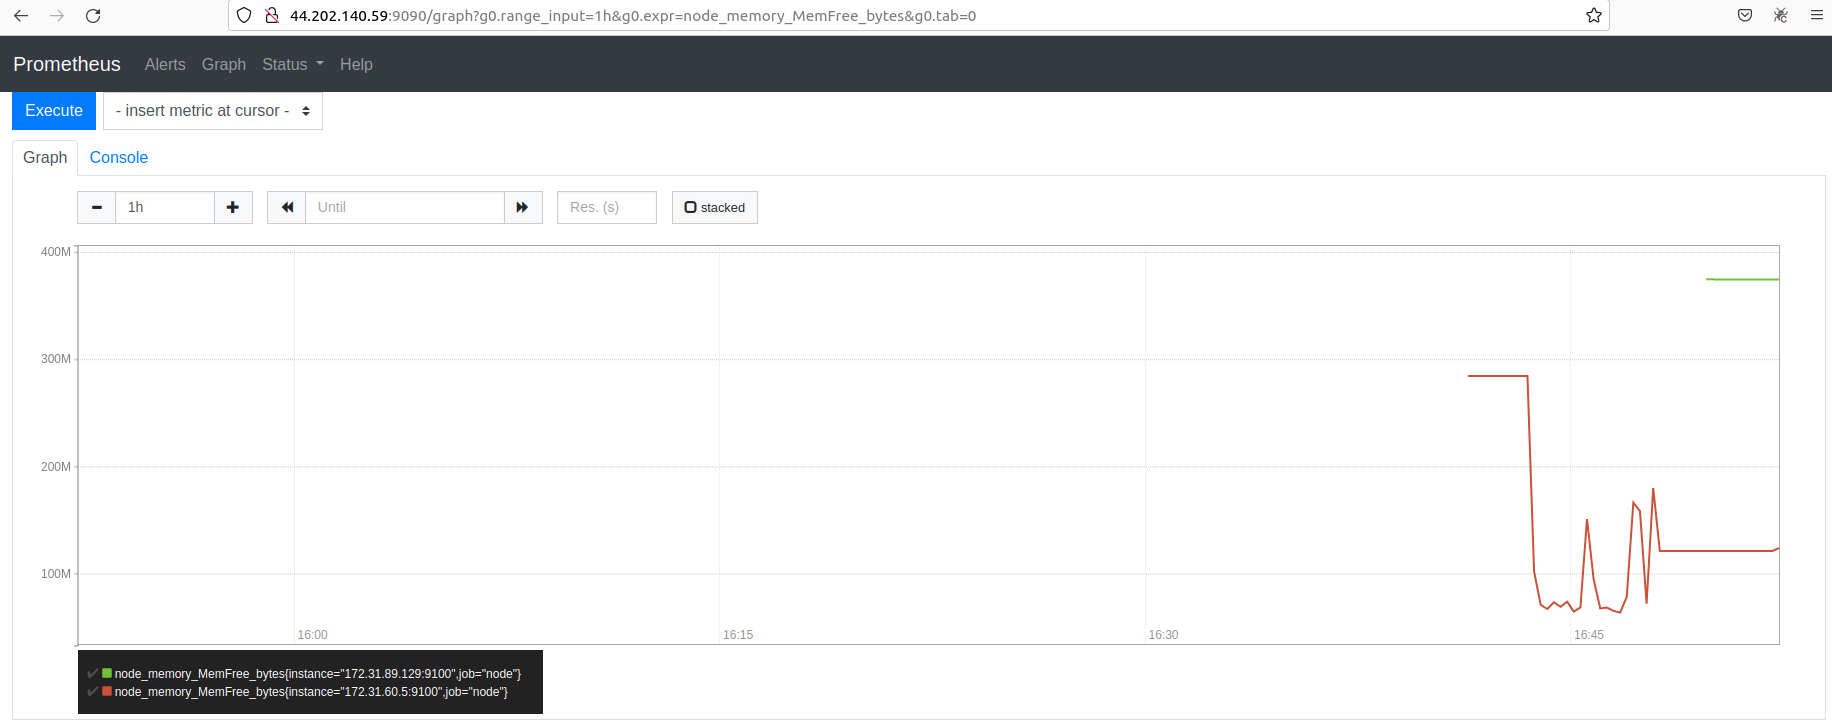 44.202.140.59:9090/graph?g0.range_input=1h&g0.expr=node_memory_MemFree_bytes&g0.tab=0
Prometheus Alerts Graph Status Help
Execute - insert metric at cursor -
Graph Console
1h Until Res. (s) stacked
400M
300M
200M
100M
16:00 16:15 16:30 16:45
node_memory_MemFree_bytes{instance="172.31.89.129:9100",job="node"}
node_memory_MemFree_bytes{instance="172.31.60.5:9100",job="node"}